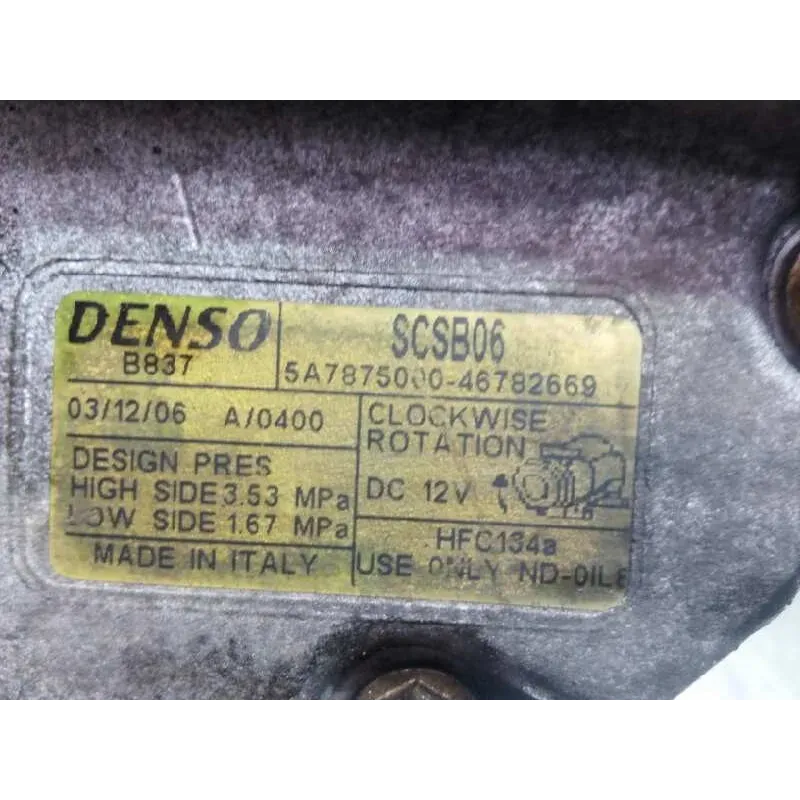 DENSO
B837
SCSB06
5A7875000-46782669
03/12/06 A/0400
CLOCKWISE
ROTATION
DESIGN PRES
HIGH SIDE 3.53 MPa
LOW SIDE 1.67 MPa
DC 12V
HFC134a
USE ONLY ND-OIL8
MADE IN ITALY